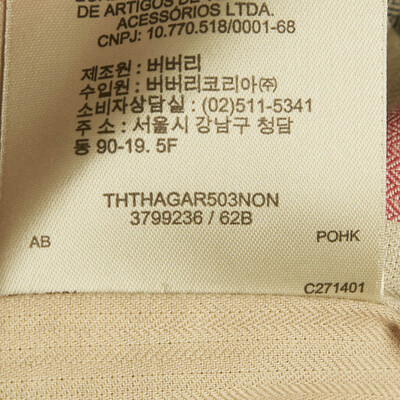 DE ARTIGOS DE
ACESSÓRIOS LTDA.
CNPJ: 10.770.518/0001-68
제조원 : 버버리
수입원 : 버버리코리아㈜
소비자상담실 : (02)511-5341
주 소 : 서울시 강남구 청담
동 90-19. 5F
THTHAGAR503NON
3799236 / 62B
AB
POHK
C271401